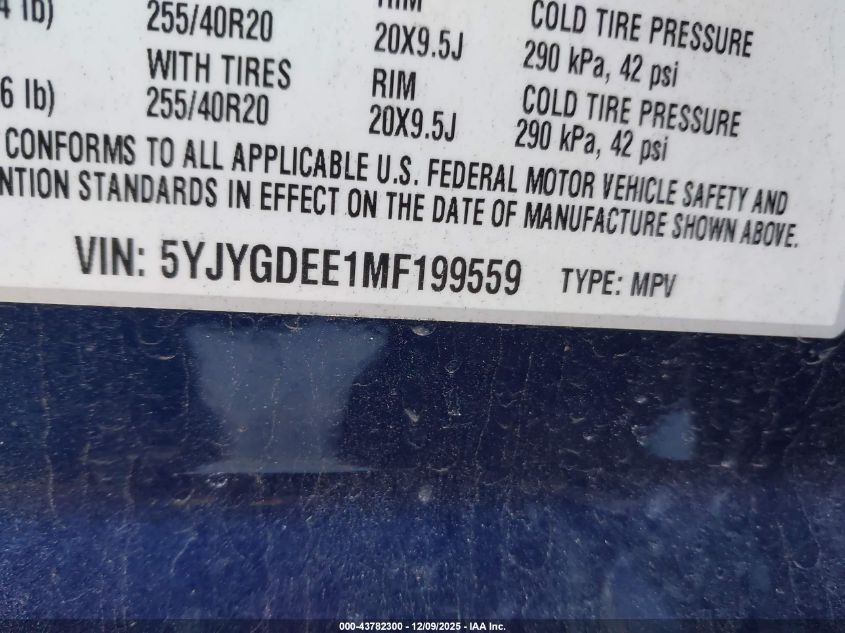 4 lb) 255/40R20 20X9.5J COLD TIRE PRESSURE
290 kPa, 42 psi
WITH TIRES RIM COLD TIRE PRESSURE
6 lb) 255/40R20 20X9.5J 290 kPa, 42 psi
CONFORMS TO ALL APPLICABLE U.S. FEDERAL MOTOR VEHICLE SAFETY AND
NTION STANDARDS IN EFFECT ON THE DATE OF MANUFACTURE SHOWN ABOVE.
VIN: 5YJYGDEE1MF199559 TYPE: MPV
000-43782300 - 12/09/2025 - IAA Inc.